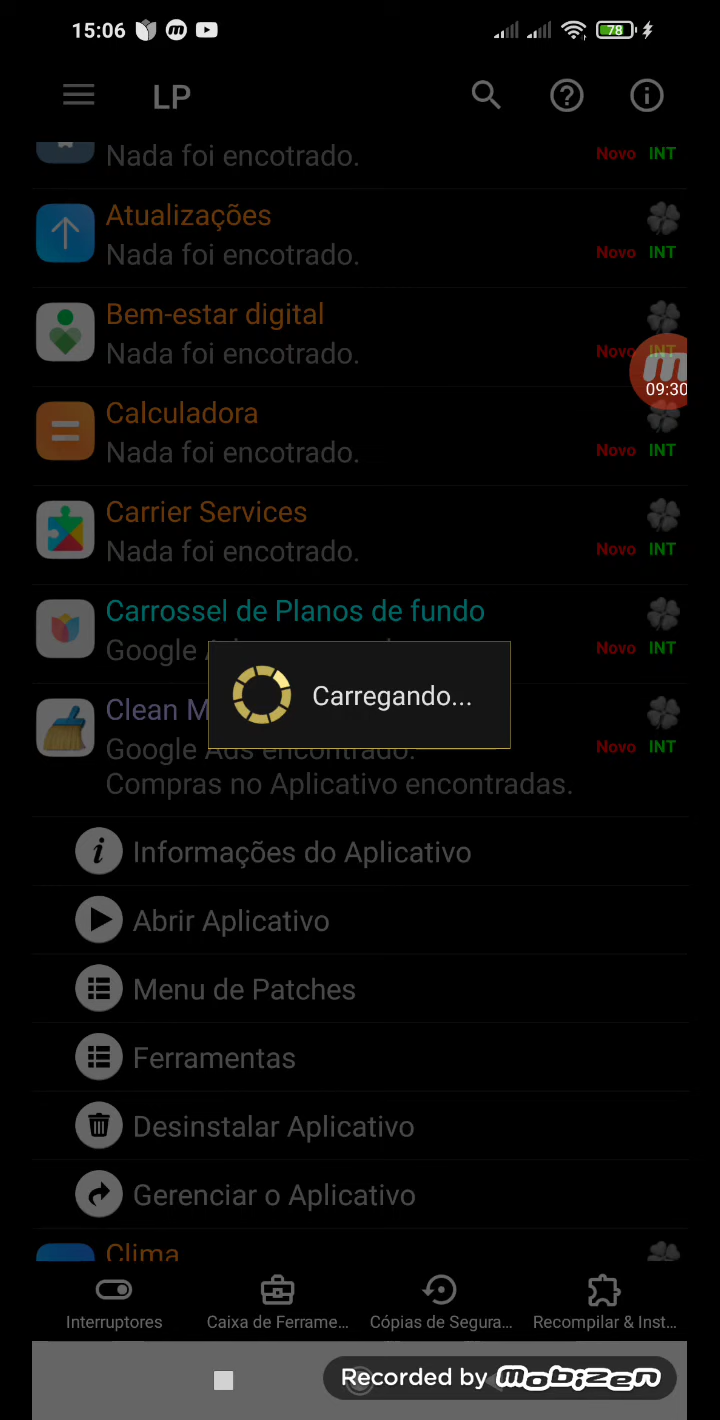 15:06
78
LP
Nada foi encotrado.
Novo INT
Atualizações
Nada foi encotrado.
Novo INT
Bem-estar digital
Nada foi encotrado.
Novo INT
09:30
Calculadora
Nada foi encotrado.
Novo INT
Carrier Services
Nada foi encotrado.
Novo INT
Carrossel de Planos de fundo
Google
Novo INT
Carregando...
Clean M
Google Ads encontrado.
Novo INT
Compras no Aplicativo encontradas.
Informações do Aplicativo
Abrir Aplicativo
Menu de Patches
Ferramentas
Desinstalar Aplicativo
Gerenciar o Aplicativo
Clima
Interruptores
Caixa de Ferrame...
Cópias de Segura...
Recompilar & Inst...
Recorded by mobizen